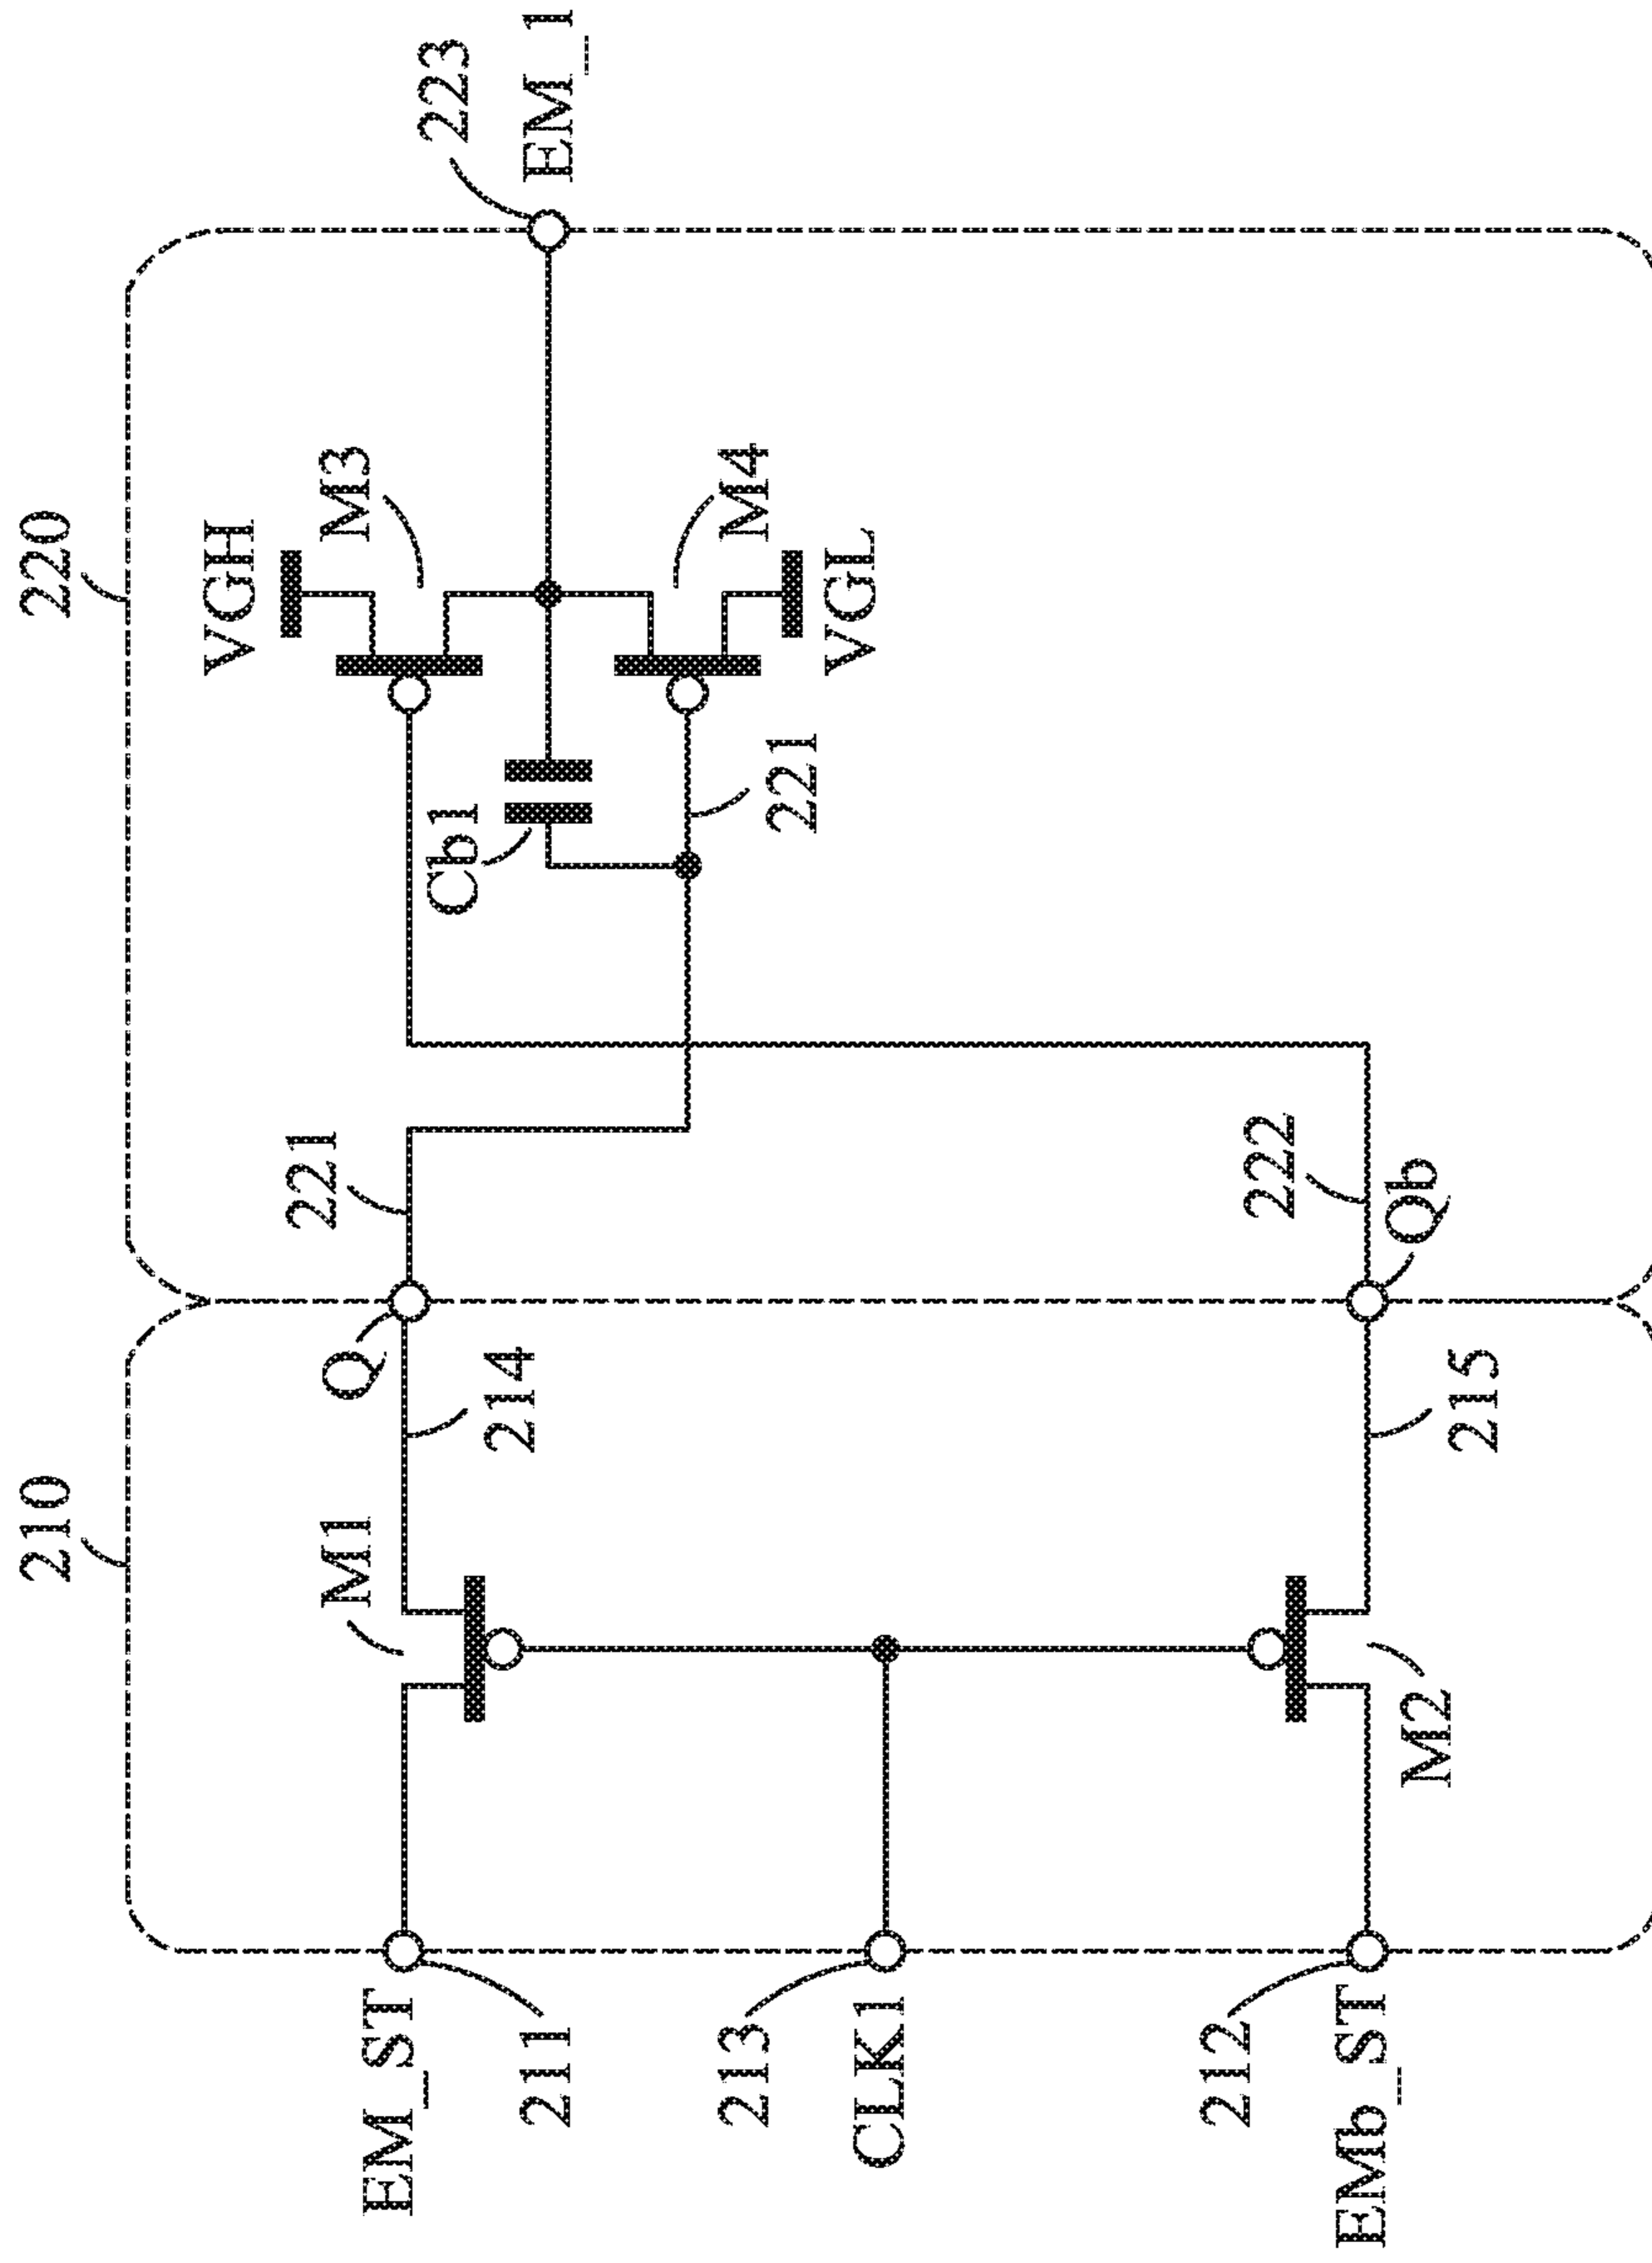 210
220
EM_ST
211
M1
Q
214
221
Cb1
VGH
M3
223
EM_1
213
CLK1
221
M4
VGL
212
EMb_ST
M2
215
222
Qb